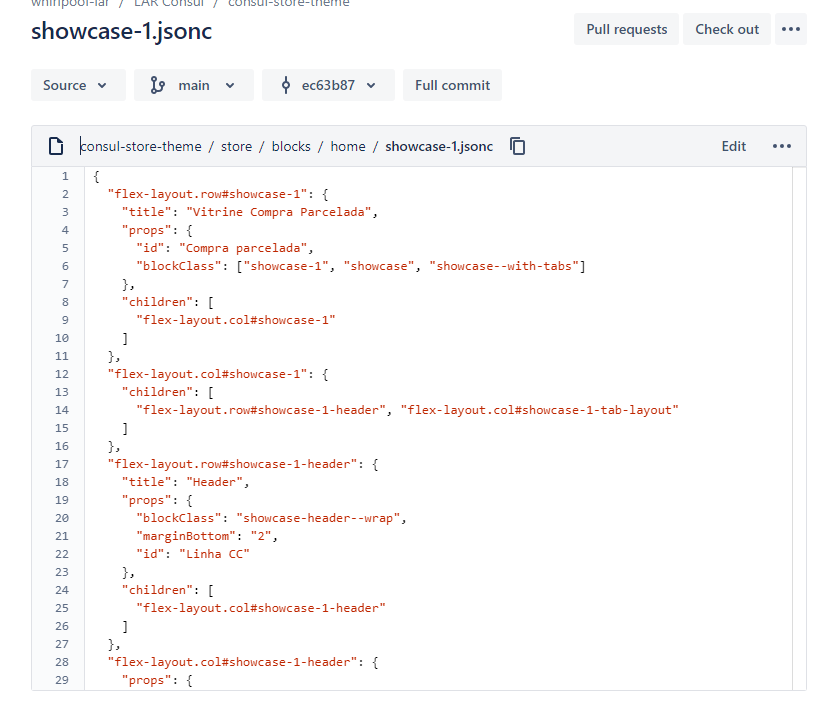 whirlpool-lar / LAR Consul / consul-store-theme
showcase-1.jsonc
Pull requests Check out
Source main ec63b87 Full commit
consul-store-theme / store / blocks / home / showcase-1.jsonc Edit
1 {
2 "flex-layout.row#showcase-1": {
3 "title": "Vitrine Compra Parcelada",
4 "props": {
5 "id": "Compra parcelada",
6 "blockClass": ["showcase-1", "showcase", "showcase--with-tabs"]
7 },
8 "children": [
9 "flex-layout.col#showcase-1"
10 ]
11 },
12 "flex-layout.col#showcase-1": {
13 "children": [
14 "flex-layout.row#showcase-1-header", "flex-layout.col#showcase-1-tab-layout"
15 ]
16 },
17 "flex-layout.row#showcase-1-header": {
18 "title": "Header",
19 "props": {
20 "blockClass": "showcase-header--wrap",
21 "marginBottom": "2",
22 "id": "Linha CC"
23 },
24 "children": [
25 "flex-layout.col#showcase-1-header"
26 ]
27 },
28 "flex-layout.col#showcase-1-header": {
29 "props": {